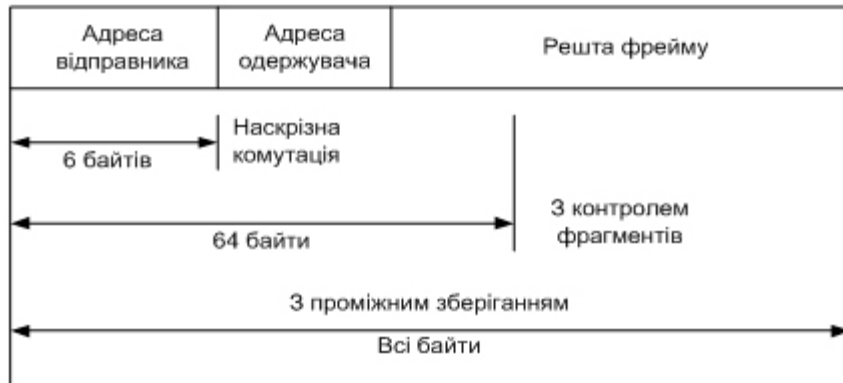 Адреса
відправника
Адреса
одержувача
Решта фрейму
Наскрізна
комутація
6 байтів
З контролем
фрагментів
64 байти
З проміжним зберіганням
Всі байти